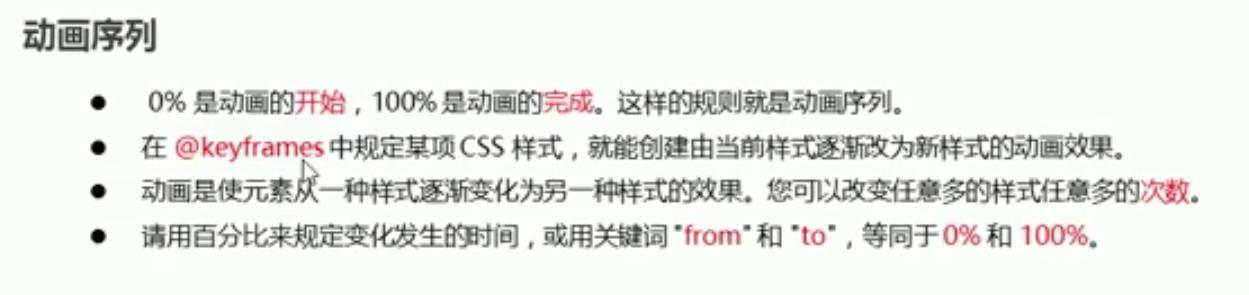 动画序列
● 0% 是动画的开始，100% 是动画的完成。这样的规则就是动画序列。
● 在 @keyframes 中规定某项 CSS 样式，就能创建由当前样式逐渐改为新样式的动画效果。
● 动画是使元素从一种样式逐渐变化为另一种样式的效果。您可以改变任意多的样式任意多的次数。
● 请用百分比来规定变化发生的时间，或用关键词 "from" 和 "to"，等同于 0% 和 100%。